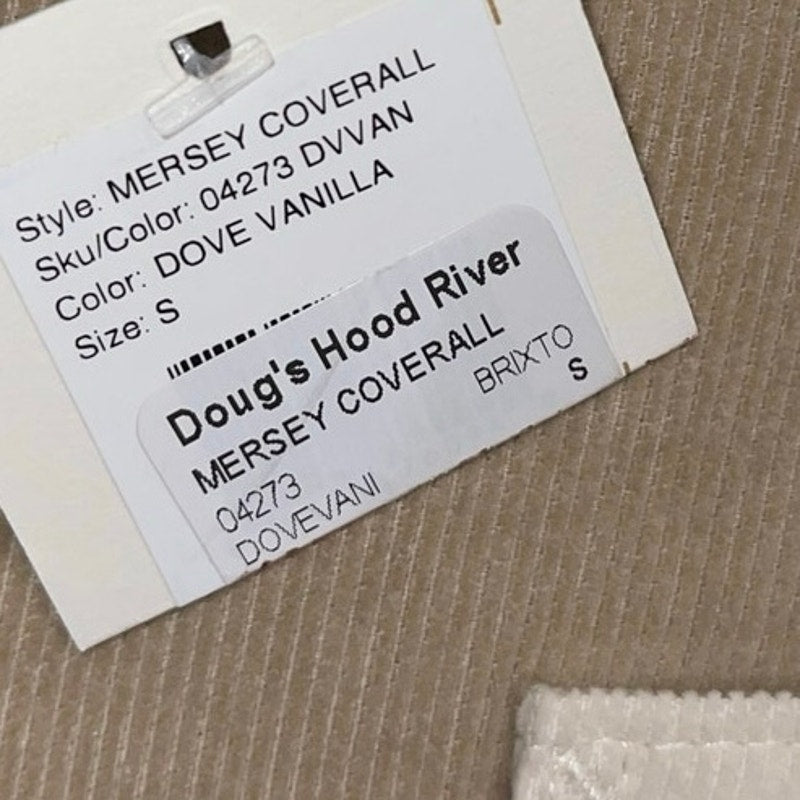 Style: MERSEY COVERALL
Sku/Color: 04273 DVVAN
Color: DOVE VANILLA
Size: S
Doug's Hood River
MERSEY COVERALL
BRIXTO
04273
S
DOVEVANI